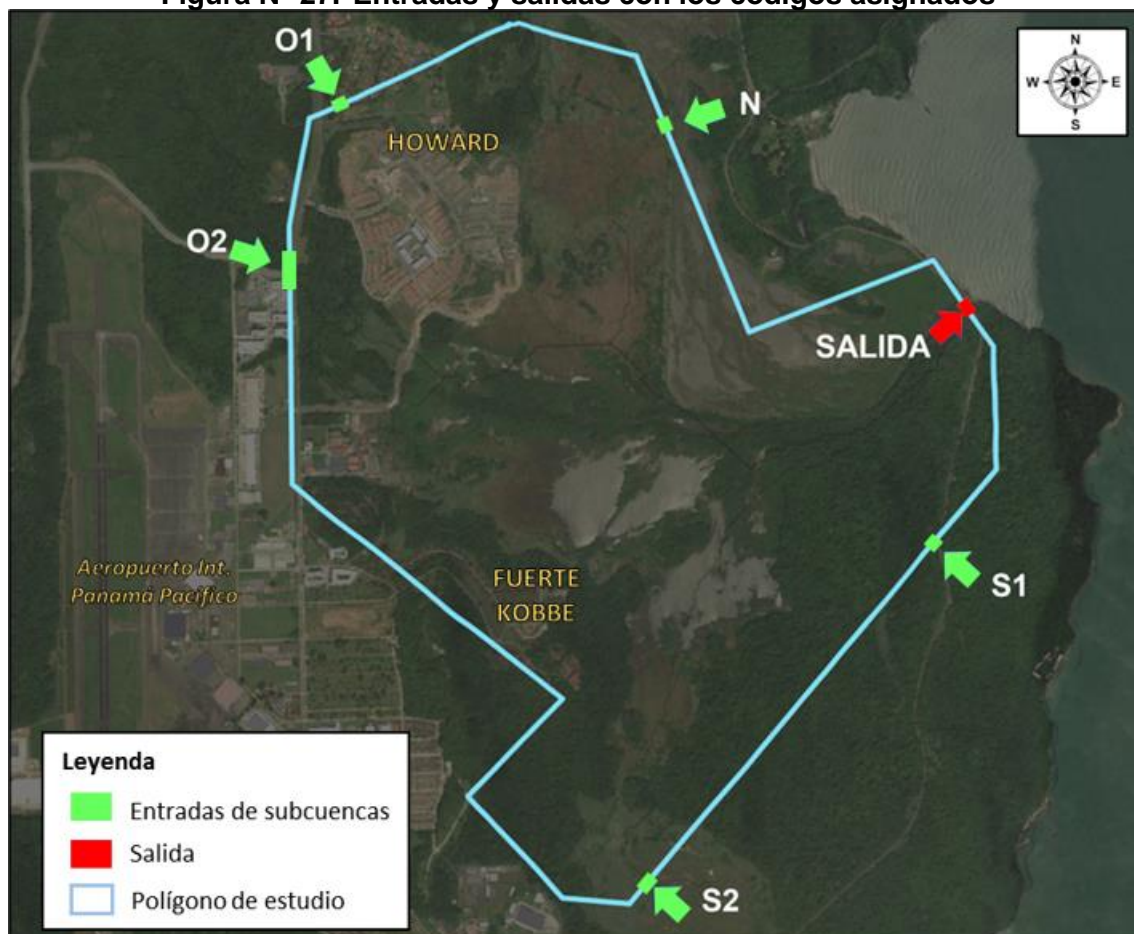 Figura N° 27: Entradas y salidas con los códigos asignados
O1
N
N
W E
S
HOWARD
O2
SALIDA
Aeropuerto Int.
Panamá Pacífico
FUERTE
KOBBE
S1
Leyenda
Entradas de subcuencas
Salida
Polígono de estudio
S2